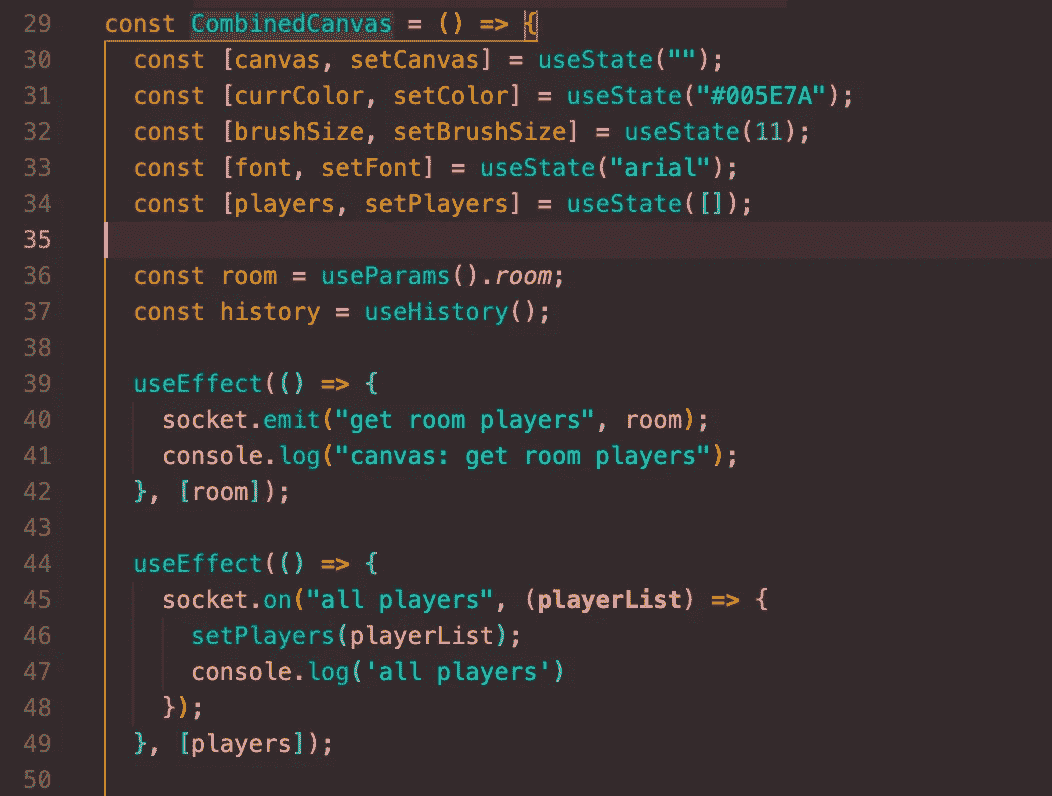 29 const CombinedCanvas = () => {
30 const [canvas, setCanvas] = useState("");
31 const [currColor, setColor] = useState("#005E7A");
32 const [brushSize, setBrushSize] = useState(11);
33 const [font, setFont] = useState("arial");
34 const [players, setPlayers] = useState([]);
35
36 const room = useParams().room;
37 const history = useHistory();
38
39 useEffect(() => {
40 socket.emit("get room players", room);
41 console.log("canvas: get room players");
42 }, [room]);
43
44 useEffect(() => {
45 socket.on("all players", (playerList) => {
46 setPlayers(playerList);
47 console.log('all players')
48 });
49 }, [players]);
50